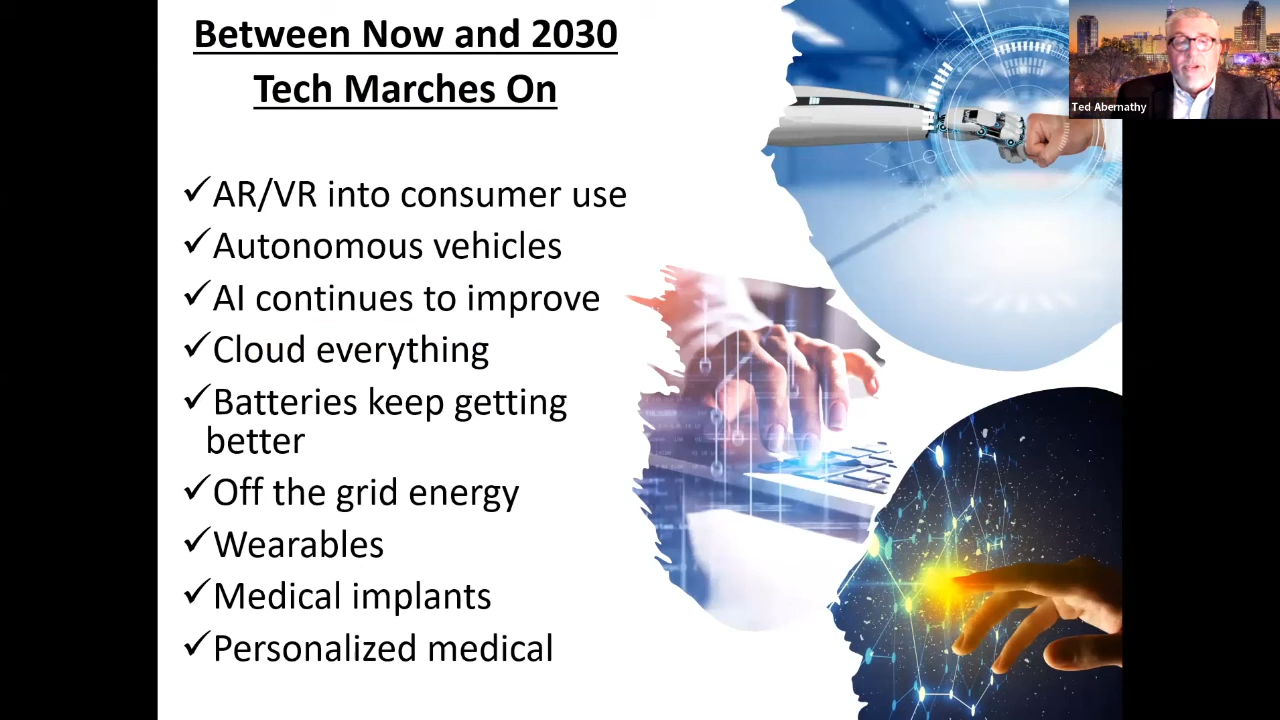 Between Now and 2030
Tech Marches On
✓AR/VR into consumer use
✓Autonomous vehicles
✓AI continues to improve
✓Cloud everything
✓Batteries keep getting
better
✓Off the grid energy
✓Wearables
✓Medical implants
✓Personalized medical
Ted Abernathy